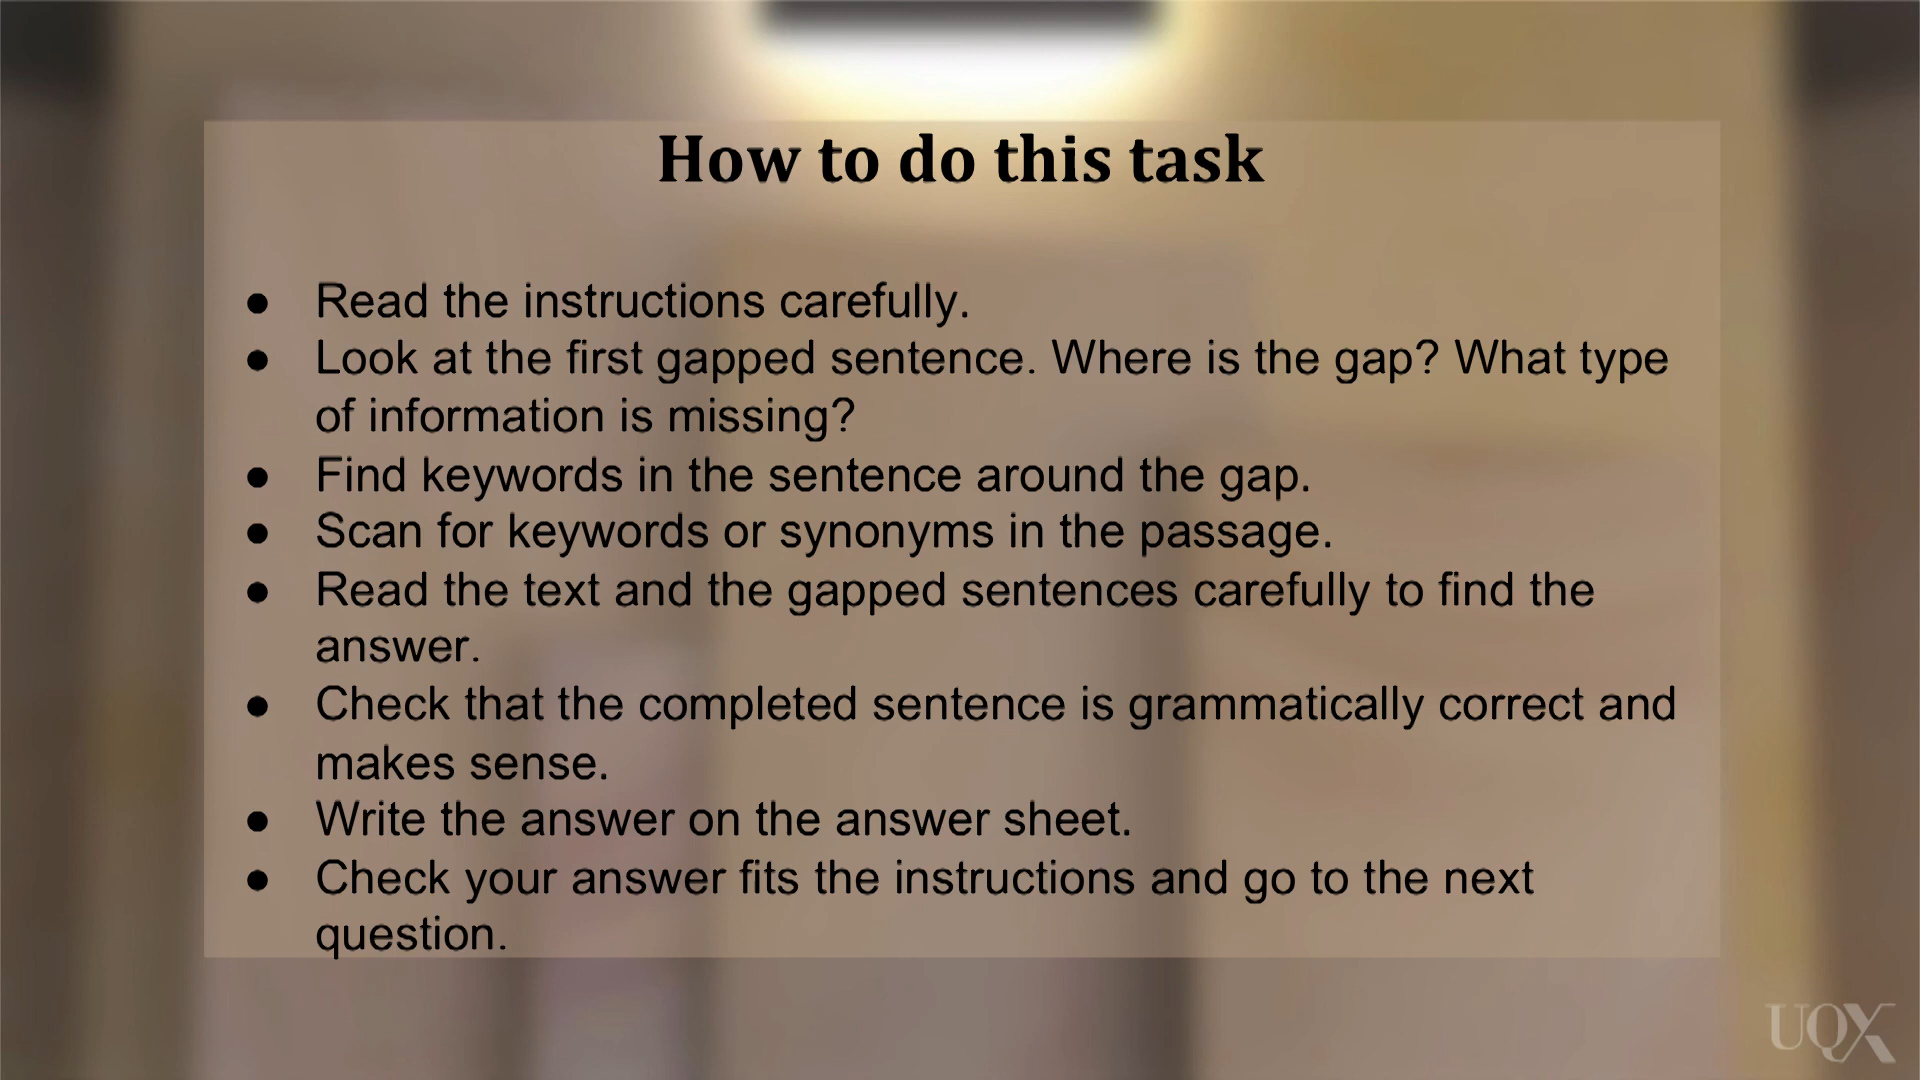 How to do this task
● Read the instructions carefully.
● Look at the first gapped sentence. Where is the gap? What type
of information is missing?
● Find keywords in the sentence around the gap.
● Scan for keywords or synonyms in the passage.
● Read the text and the gapped sentences carefully to find the
answer.
● Check that the completed sentence is grammatically correct and
makes sense.
● Write the answer on the answer sheet.
● Check your answer fits the instructions and go to the next
question.
UQX